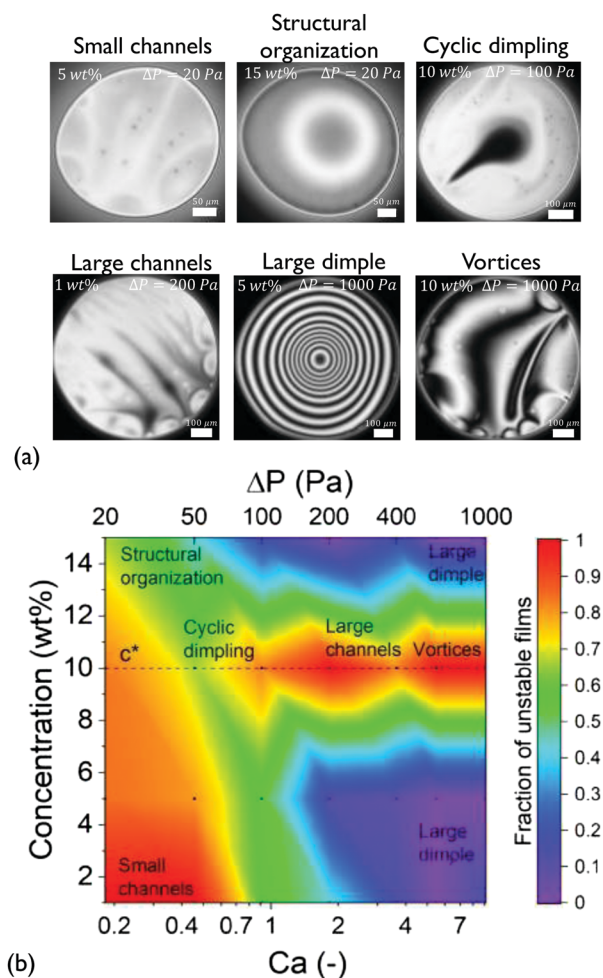 Small channels
Structural
organization
Cyclic dimpling
5 wt%
ΔP = 20 Pa
15 wt%
ΔP = 20 Pa
10 wt%
ΔP = 100 Pa
50 μm
50 μm
100 μm
Large channels
Large dimple
Vortices
1 wt%
ΔP = 200 Pa
5 wt%
ΔP = 1000 Pa
10 wt%
ΔP = 1000 Pa
100 μm
100 μm
100 μm
(a)
ΔP (Pa)
20 50 100 200 400 1000
Structural
organization
Large
dimple
Cyclic
dimpling
Large
channels
Vortices
c*
Large
dimple
Small
channels
14
12
10
8
6
4
2
Concentration (wt%)
0.2 0.4 0.7 1 2 4 7
Ca (-)
1
0.9
0.8
0.7
0.6
0.5
0.4
0.3
0.2
0.1
0
Fraction of unstable films
(b)